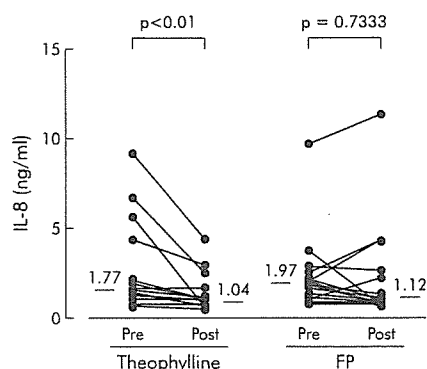 p<0.01 p = 0.7333
15
10
5
0
IL-8 (ng/ml)
1.77 1.04 1.97 1.12
Pre Post Pre Post
Theophylline FP